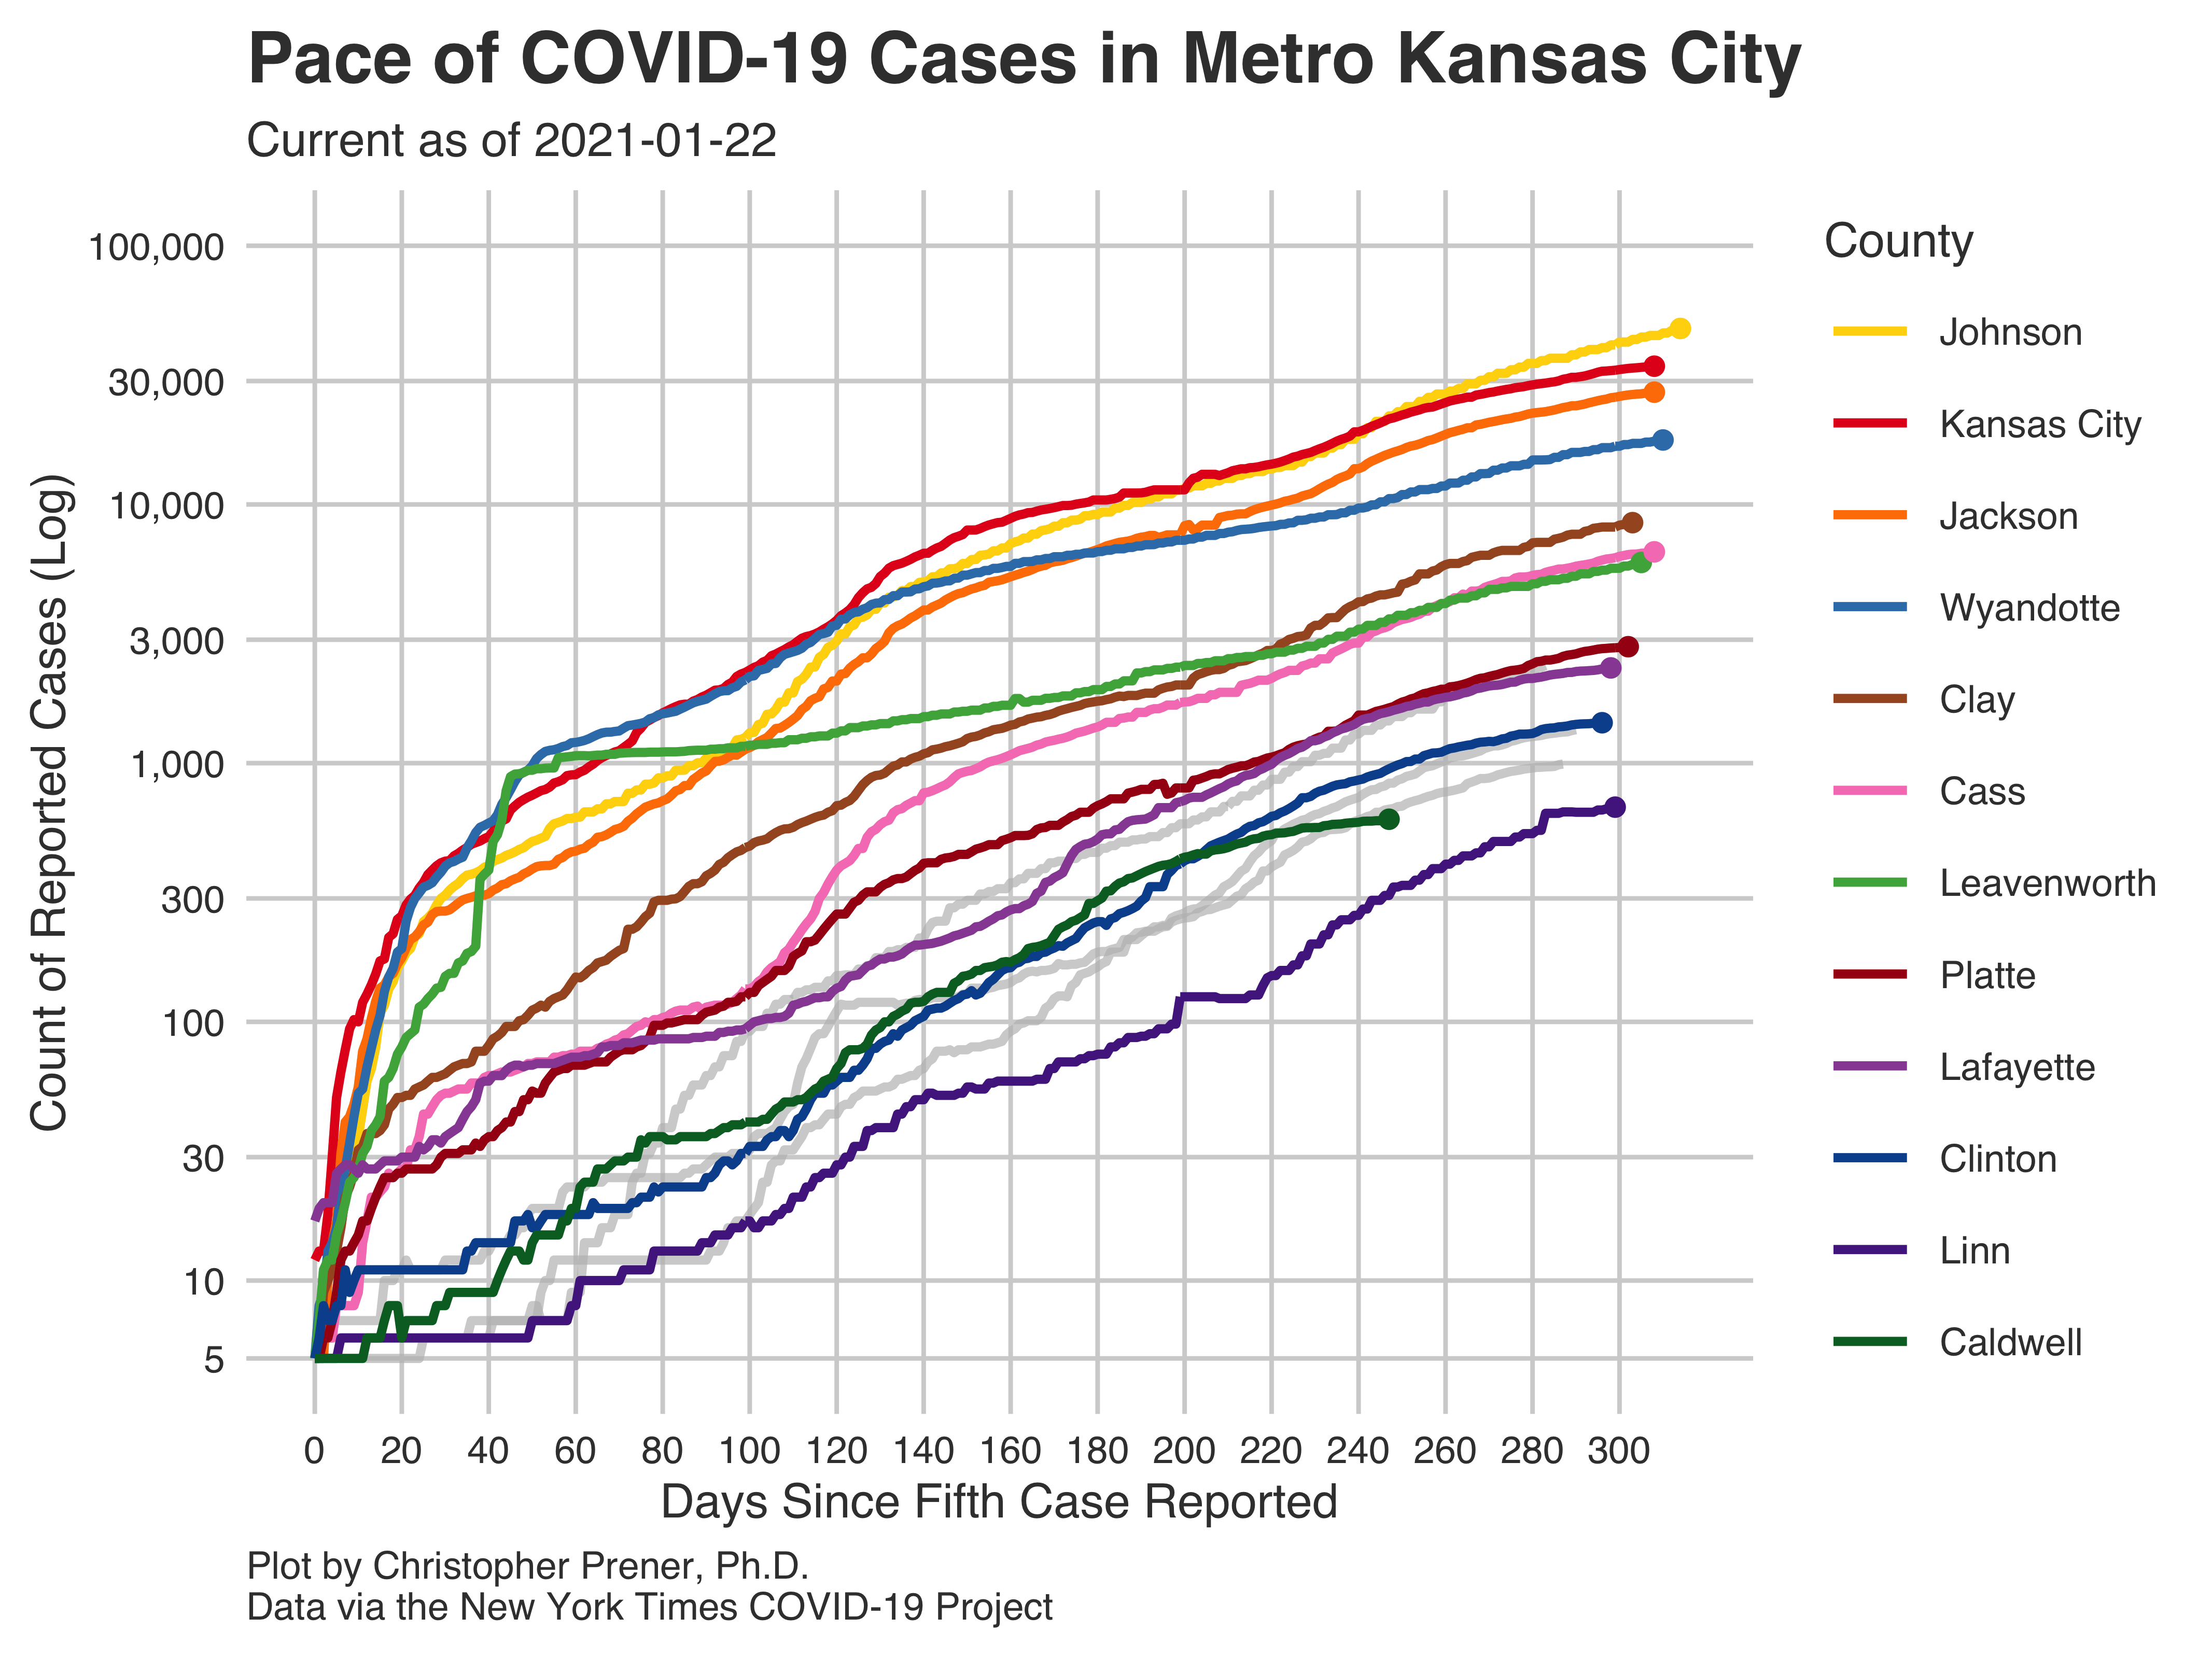 Pace of COVID-19 Cases in Metro Kansas City
Current as of 2021-01-22
Count of Reported Cases (Log)
100,000
30,000
10,000
3,000
1,000
300
100
30
10
5
0 20 40 60 80 100 120 140 160 180 200 220 240 260 280 300
Days Since Fifth Case Reported
County
Johnson
Kansas City
Jackson
Wyandotte
Clay
Cass
Leavenworth
Platte
Lafayette
Clinton
Linn
Caldwell
Plot by Christopher Prener, Ph.D.
Data via the New York Times COVID-19 Project